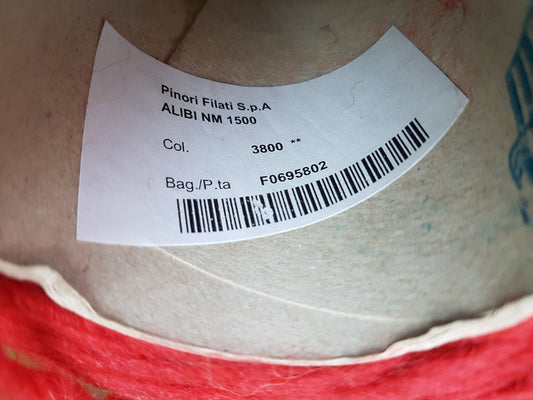 Pinori Filati S.p.A
ALIBI NM 1500
Col. 3800 **
Bag./P.ta F0695802